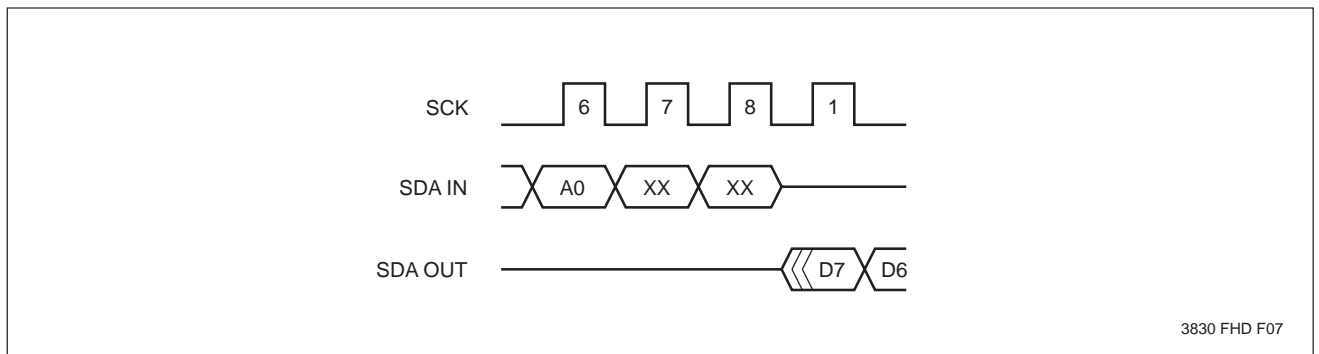 SCK 6 7 8 1
SDA IN A0 XX XX
SDA OUT D7 D6
3830 FHD F07